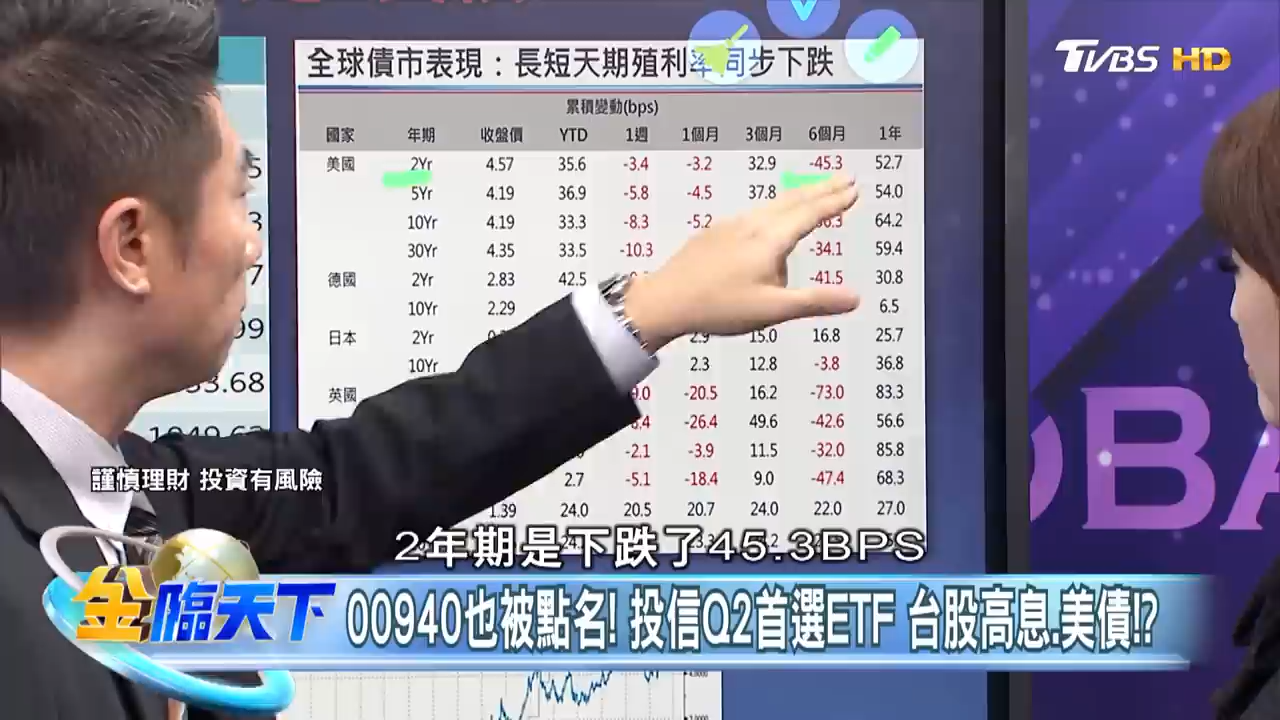 TVBS HD
全球債市表現：長短天期殖利率同步下跌
累積變動(bps)
國家 年期 收盤價 YTD 1週 1個月 3個月 6個月 1年
美國 2Yr 4.57 35.6 -3.4 -3.2 32.9 -45.3 52.7
5Yr 4.19 36.9 -5.8 -4.5 37.8 54.0
10Yr 4.19 33.3 -8.3 -5.2 64.2
30Yr 4.35 33.5 -10.3 -34.1 59.4
德國 2Yr 2.83 42.5 -41.5 30.8
10Yr 2.29 6.5
日本 2Yr 2.9 15.0 16.8 25.7
10Yr 2.3 12.8 -3.8 36.8
英國 -20.5 16.2 -73.0 83.3
-26.4 49.6 -42.6 56.6
-2.1 -3.9 11.5 -32.0 85.8
2.7 -5.1 -18.4 9.0 -47.4 68.3
1.39 24.0 20.5 20.7 24.0 22.0 27.0
謹慎理財 投資有風險
2年期是下跌了45.3BPS
金臨天下
00940也被點名! 投信Q2首選ETF 台股高息.美債!?